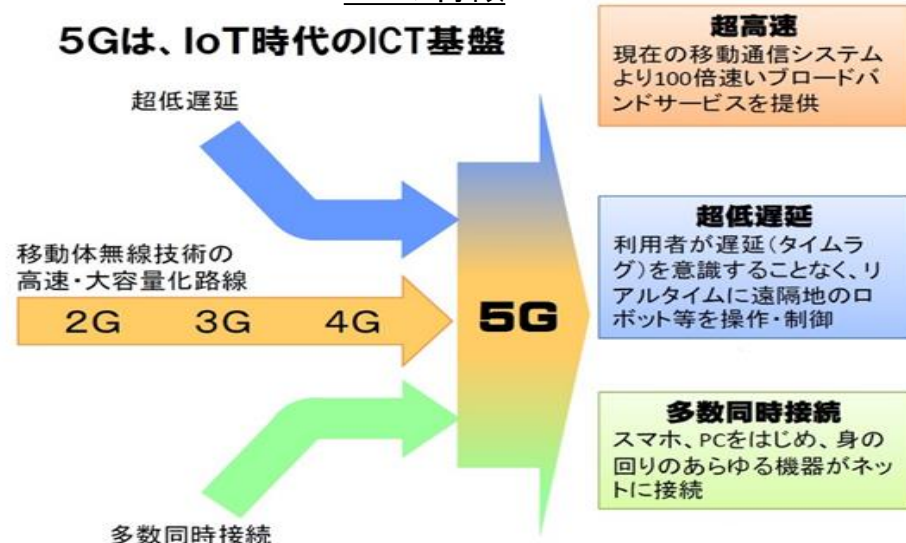 5Gは、IoT時代のICT基盤
超低遅延
移動体無線技術の
高速・大容量化路線
2G 3G 4G
5G
多数同時接続
超高速
現在の移動通信システム
より100倍速いブロードバ
ンドサービスを提供
超低遅延
利用者が遅延(タイムラ
グ)を意識することなく、リ
アルタイムに遠隔地のロ
ボット等を操作・制御
多数同時接続
スマホ、PCをはじめ、身の
回りのあらゆる機器がネッ
トに接続